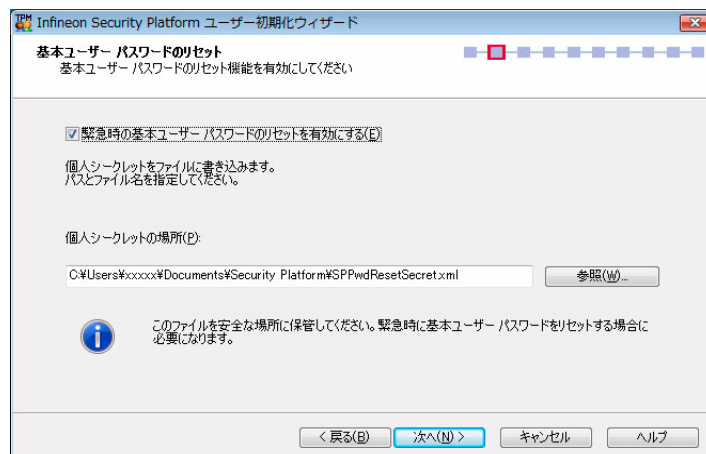 TPM
Infineon Security Platform ユーザー初期化ウィザード
基本ユーザー パスワードのリセット
基本ユーザー パスワードのリセット機能を有効にしてください
緊急時の基本ユーザー パスワードのリセットを有効にする(E)
個人シークレットをファイルに書き込みます。
パスとファイル名を指定してください。
個人シークレットの場所(P):
C:¥Users¥xxxxx¥Documents¥Security Platform¥SPPwdResetSecret.xml
参照(W)...
このファイルを安全な場所に保管してください。緊急時に基本ユーザー パスワードをリセットする場合に
必要になります。
< 戻る(B)
次へ(N) >
キャンセル
ヘルプ